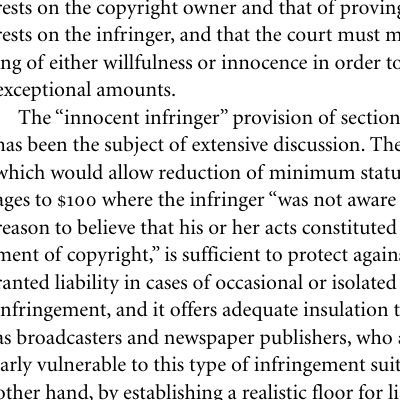 rests on the copyright owner and that of proving
rests on the infringer, and that the court must m
ng of either willfulness or innocence in order to
exceptional amounts.
The “innocent infringer” provision of section
has been the subject of extensive discussion. The
which would allow reduction of minimum statu
ages to $100 where the infringer “was not aware
reason to believe that his or her acts constituted
ment of copyright,” is sufficient to protect again
ranted liability in cases of occasional or isolated
nfringement, and it offers adequate insulation t
as broadcasters and newspaper publishers, who a
arly vulnerable to this type of infringement suit
other hand, by establishing a realistic floor for li